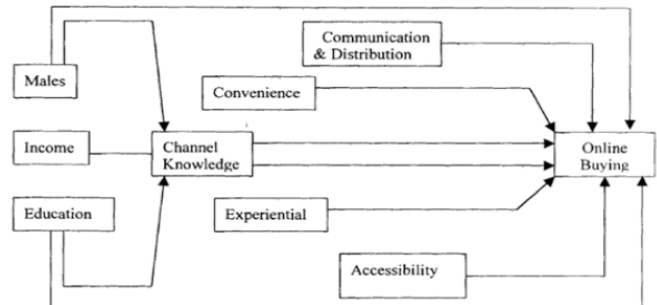 Communication
& Distribution
Males
Convenience
Income
Channel
Knowledge
Online
Buying
Education
Experiential
Accessibility